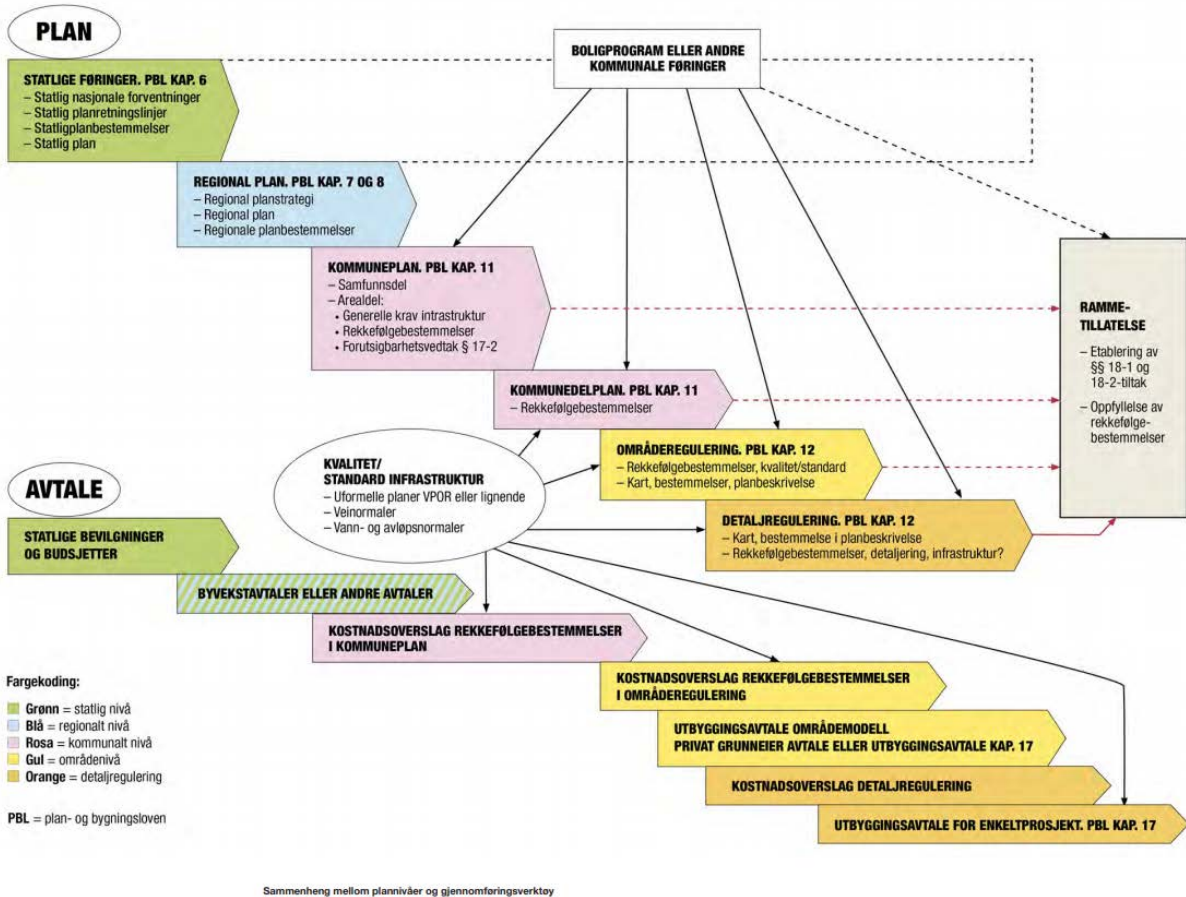 PLAN
BOLIGPROGRAM ELLER ANDRE
KOMMUNALE FØRINGER
STATLIGE FØRINGER. PBL KAP. 6
– Statlig nasjonale forventninger
– Statlig planretningslinjer
– Statligplanbestemmelser
– Statlig plan
REGIONAL PLAN. PBL KAP. 7 OG 8
– Regional planstrategi
– Regional plan
– Regionale planbestemmelser
KOMMUNEPLAN. PBL KAP. 11
– Samfunnsdel
– Arealdel:
• Generelle krav intrastruktur
• Rekkefølgebestemmelser
• Forutsigbarhetsvedtak § 17-2
RAMME-
TILLATELSE
– Etablering av
§§ 18-1 og
18-2-tiltak
– Oppfyllelse av
rekkefølge-
bestemmelser
KOMMUNEDELPLAN. PBL KAP. 11
– Rekkefølgebestemmelser
OMRÅDEREGULERING. PBL KAP. 12
– Rekkefølgebestemmelser, kvalitet/standard
– Kart, bestemmelser, planbeskrivelse
KVALITET/
STANDARD INFRASTRUKTUR
– Uformelle planer VPOR eller lignende
– Veinormaler
– Vann- og avløpsnormaler
DETALJREGULERING. PBL KAP. 12
– Kart, bestemmelse i planbeskrivelse
– Rekkefølgebestemmelser, detaljering, infrastruktur?
AVTALE
STATLIGE BEVILGNINGER
OG BUDSJETTER
BYVEKSTAVTALER ELLER ANDRE AVTALER
KOSTNADSOVERSLAG REKKEFØLGEBESTEMMELSER
I KOMMUNEPLAN
KOSTNADSOVERSLAG REKKEFØLGEBESTEMMELSER
I OMRÅDEREGULERING
UTBYGGINGSAVTALE OMRÅDEMODELL
PRIVAT GRUNNEIER AVTALE ELLER UTBYGGINGSAVTALE KAP. 17
KOSTNADSOVERSLAG DETALJREGULERING
UTBYGGINGSAVTALE FOR ENKELTPROSJEKT. PBL KAP. 17
Fargekoding:
Grønn = statlig nivå
Blå = regionalt nivå
Rosa = kommunalt nivå
Gul = områdenivå
Orange = detaljregulering
PBL = plan- og bygningsloven
Sammenheng mellom plannivåer og gjennomføringsverktøy